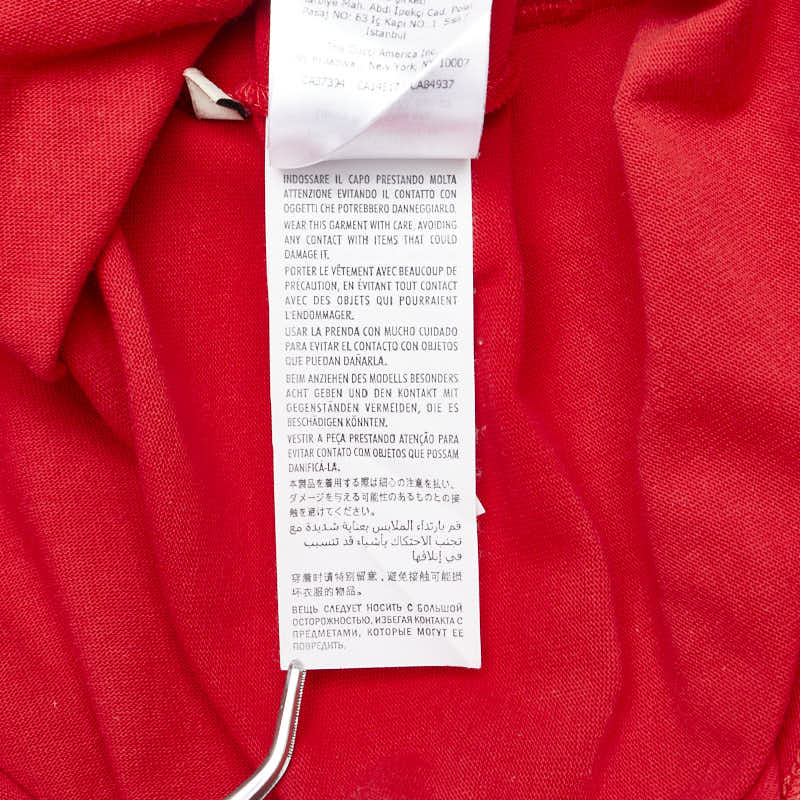 Harbiye Mah. Abdi İpekçi Cad. Polat
Pasajı NO: 63 İç Kapı NO: 1
Istanbul
The Gucci America Inc.
New York, NY 10007
CA37394 CA84937
INDOSSARE IL CAPO PRESTANDO MOLTA
ATTENZIONE EVITANDO IL CONTATTO CON
OGGETTI CHE POTREBBERO DANNEGGIARLO.
WEAR THIS GARMENT WITH CARE, AVOIDING
ANY CONTACT WITH ITEMS THAT COULD
DAMAGE IT.
PORTER LE VÊTEMENT AVEC BEAUCOUP DE
PRECAUTION, EN ÉVITANT TOUT CONTACT
AVEC DES OBJETS QUI POURRAIENT
L'ENDOMMAGER.
USAR LA PRENDA CON MUCHO CUIDADO
PARA EVITAR EL CONTACTO CON OBJETOS
QUE PUEDAN DAÑARLA.
BEIM ANZIEHEN DES MODELLS BESONDERS
ACHT GEBEN UND DEN KONTAKT MIT
GEGENSTÄNDEN VERMEIDEN, DIE ES
BESCHÄDIGEN KÖNNTEN.
VESTIR A PEÇA PRESTANDO ATENÇÃO PARA
EVITAR CONTATO COM OBJETOS QUE POSSAM
DANIFICÁ-LA.
本製品を着用する際は細心の注意を払い、
ダメージを与える可能性のあるものとの接
触を避けてください。
قم بارتداء الملابس بعناية شديدة مع
تجنب الاحتكاك بأشياء قد تتسبب
في إتلافها
穿着时请特别留意，避免接触可能损
坏衣服的物品。
ВЕЩЬ СЛЕДУЕТ НОСИТЬ С БОЛЬШОЙ
ОСТОРОЖНОСТЬЮ, ИЗБЕГАЯ КОНТАКТА С
ПРЕДМЕТАМИ, КОТОРЫЕ МОГУТ ЕЕ
ПОВРЕДИТЬ.